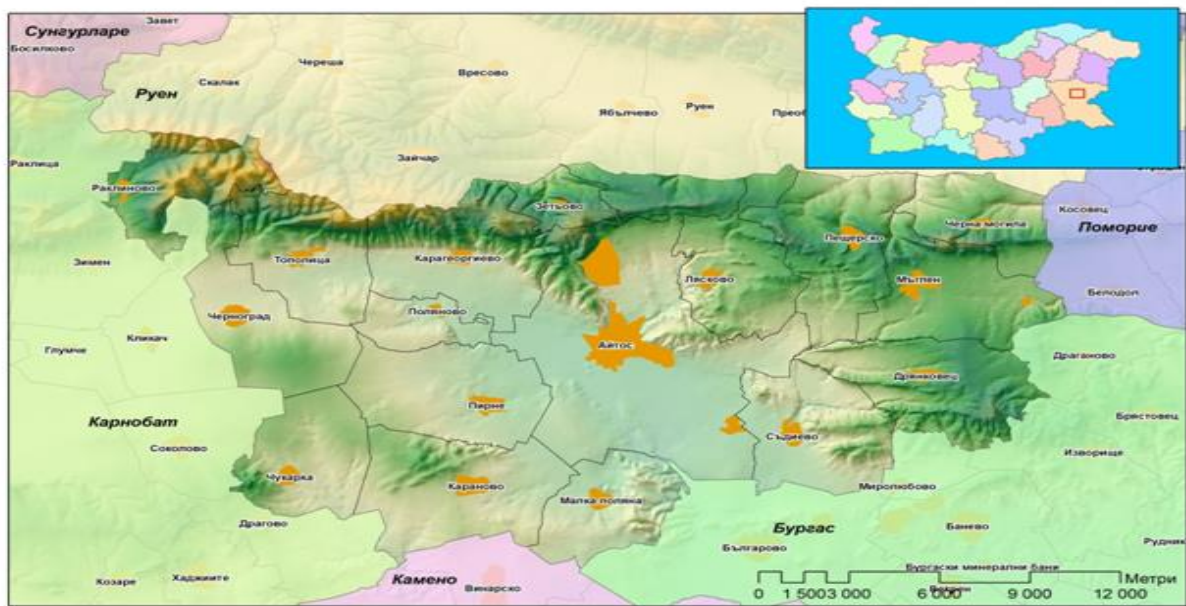 Сунгурларе
Завет
Босилково
Череша
Скалак
Вресово
Руен
Ябълчево
Руен
Прео
Зайчар
Раклица
Раклиново
Зетьово
Косовец
Черна могила
Пещерско
Поморие
Зимен
Тополица
Карагеоргиево
Лясково
Мъглен
Белодол
Черноград
Поляново
Кликач
Айтос
Глумче
Драганово
Дрянковец
Пирне
Карнобат
Брястовец
Соколово
Съдиево
Изворище
Чукарка
Караново
Малка поляна
Миролюбово
Драгово
Бургас
Банево
Българово
Рудник
Бургаски минерални бани
Козаре
Хаджиите
Камено
Винарско
Метри
0 1 500 3 000 6 000 9 000 12 000